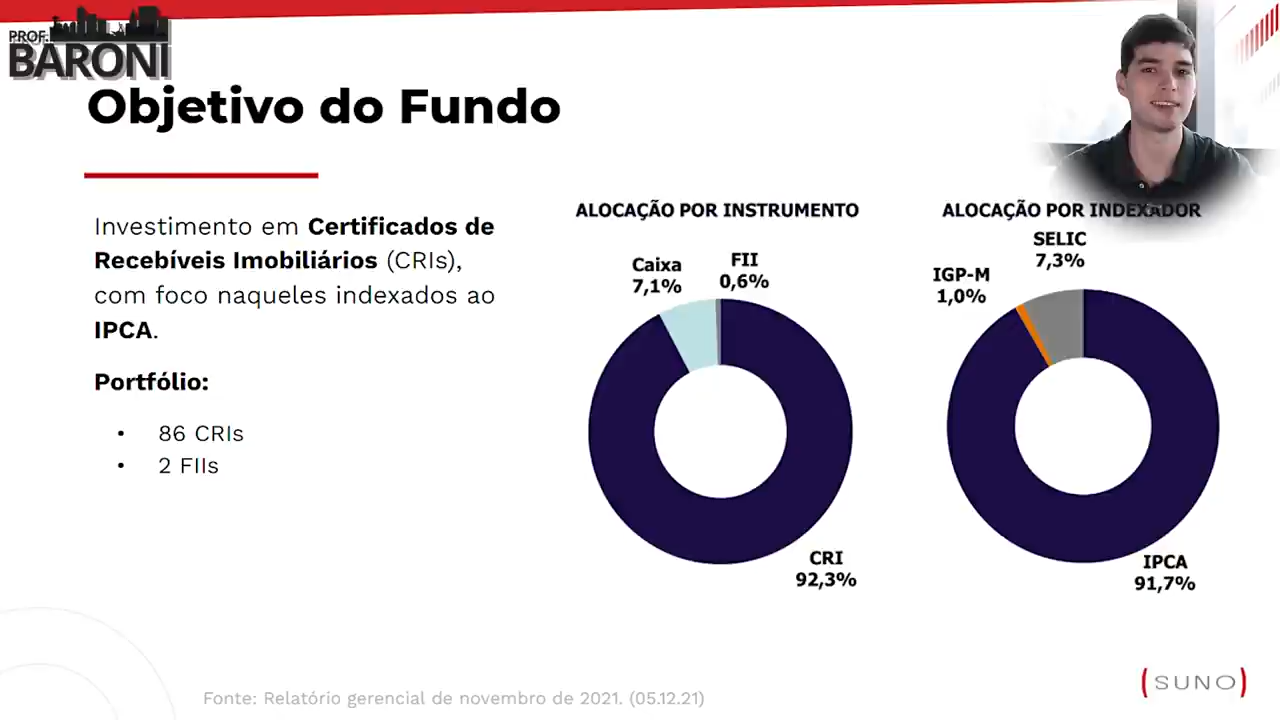 PROF.
BARONI
Objetivo do Fundo
Investimento em Certificados de
Recebíveis Imobiliários (CRIs),
com foco naqueles indexados ao
IPCA.
Portfólio:
• 86 CRIs
• 2 FIIs
ALOCAÇÃO POR INSTRUMENTO
Caixa
7,1%
FII
0,6%
CRI
92,3%
ALOCAÇÃO POR INDEXADOR
SELIC
7,3%
IGP-M
1,0%
IPCA
91,7%
Fonte: Relatório gerencial de novembro de 2021. (05.12.21)
(SUNO)